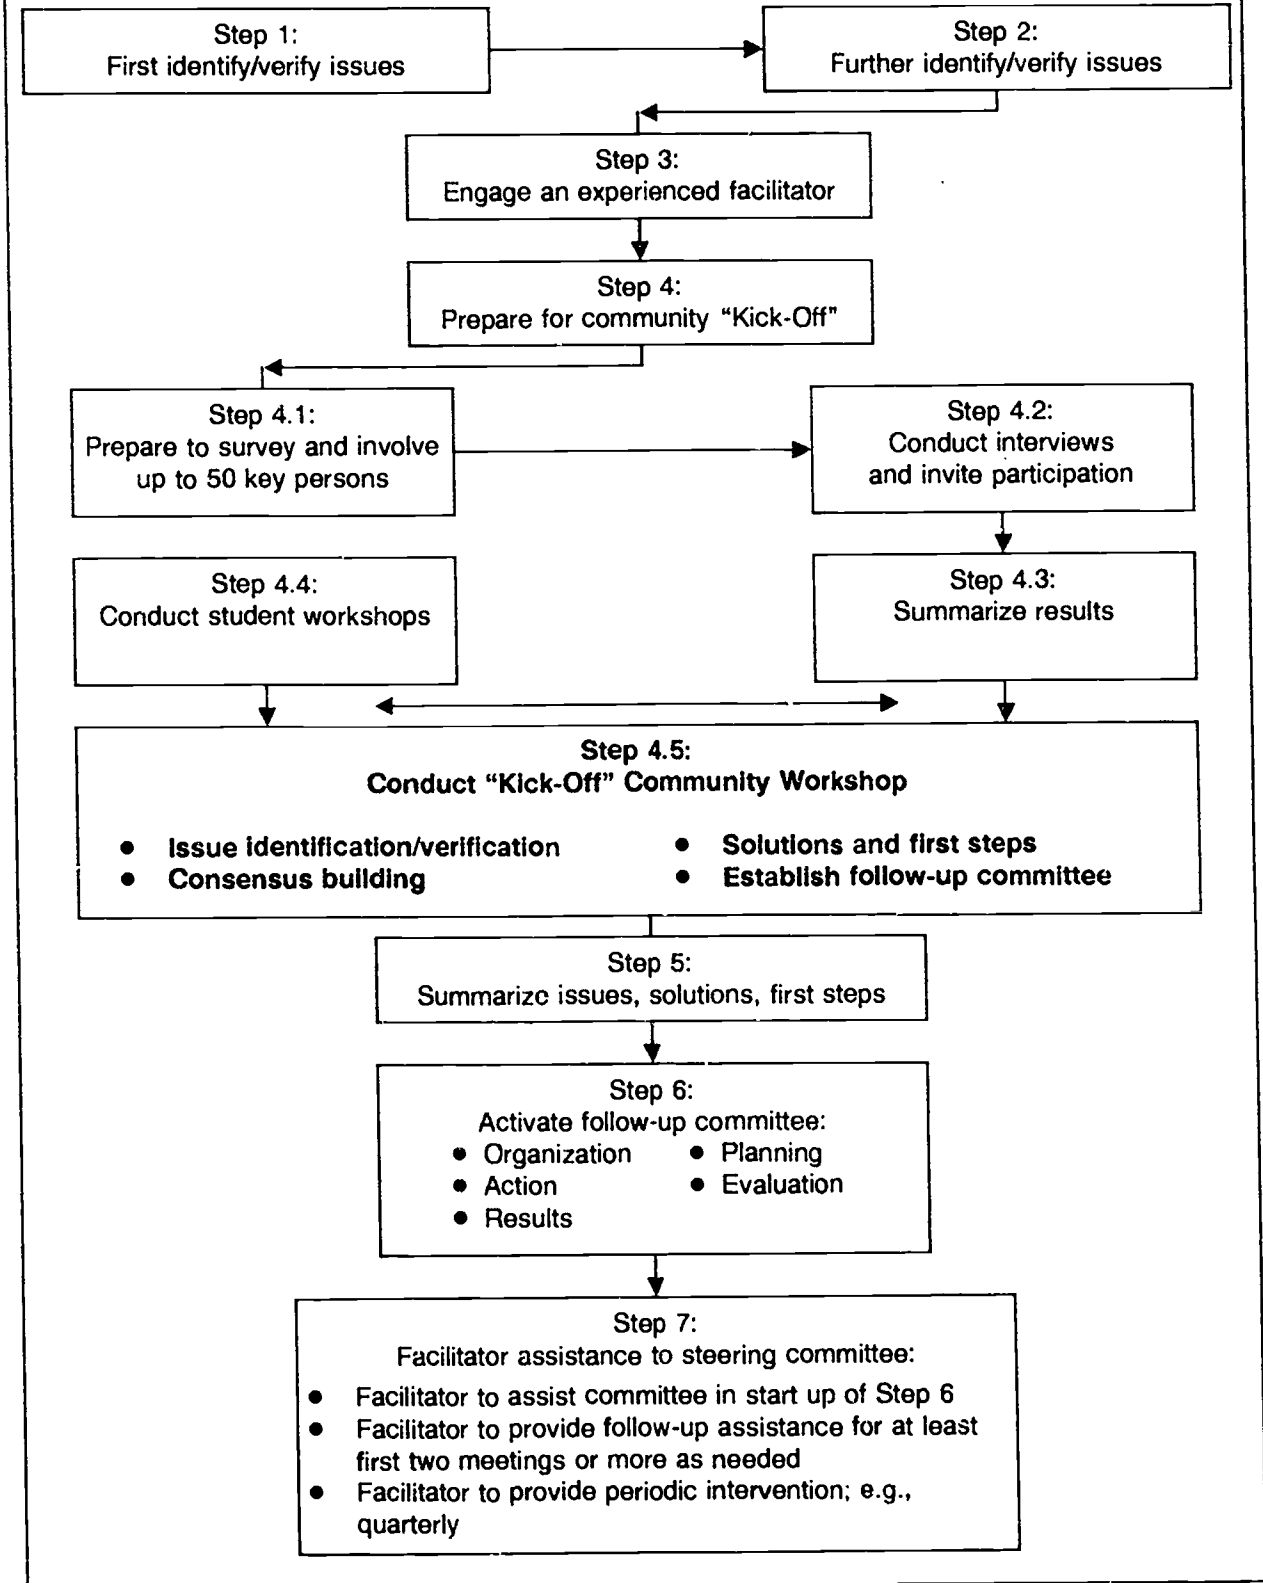 Step 1:
First identify/verify issues
Step 2:
Further identify/verify issues
Step 3:
Engage an experienced facilitator
Step 4:
Prepare for community “Kick-Off”
Step 4.1:
Prepare to survey and involve
up to 50 key persons
Step 4.2:
Conduct interviews
and invite participation
Step 4.4:
Conduct student workshops
Step 4.3:
Summarize results
Step 4.5:
Conduct “Kick-Off” Community Workshop
● Issue identification/verification
● Consensus building
● Solutions and first steps
● Establish follow-up committee
Step 5:
Summarize issues, solutions, first steps
Step 6:
Activate follow-up committee:
● Organization
● Action
● Results
● Planning
● Evaluation
Step 7:
Facilitator assistance to steering committee:
● Facilitator to assist committee in start up of Step 6
● Facilitator to provide follow-up assistance for at least
first two meetings or more as needed
● Facilitator to provide periodic intervention; e.g.,
quarterly